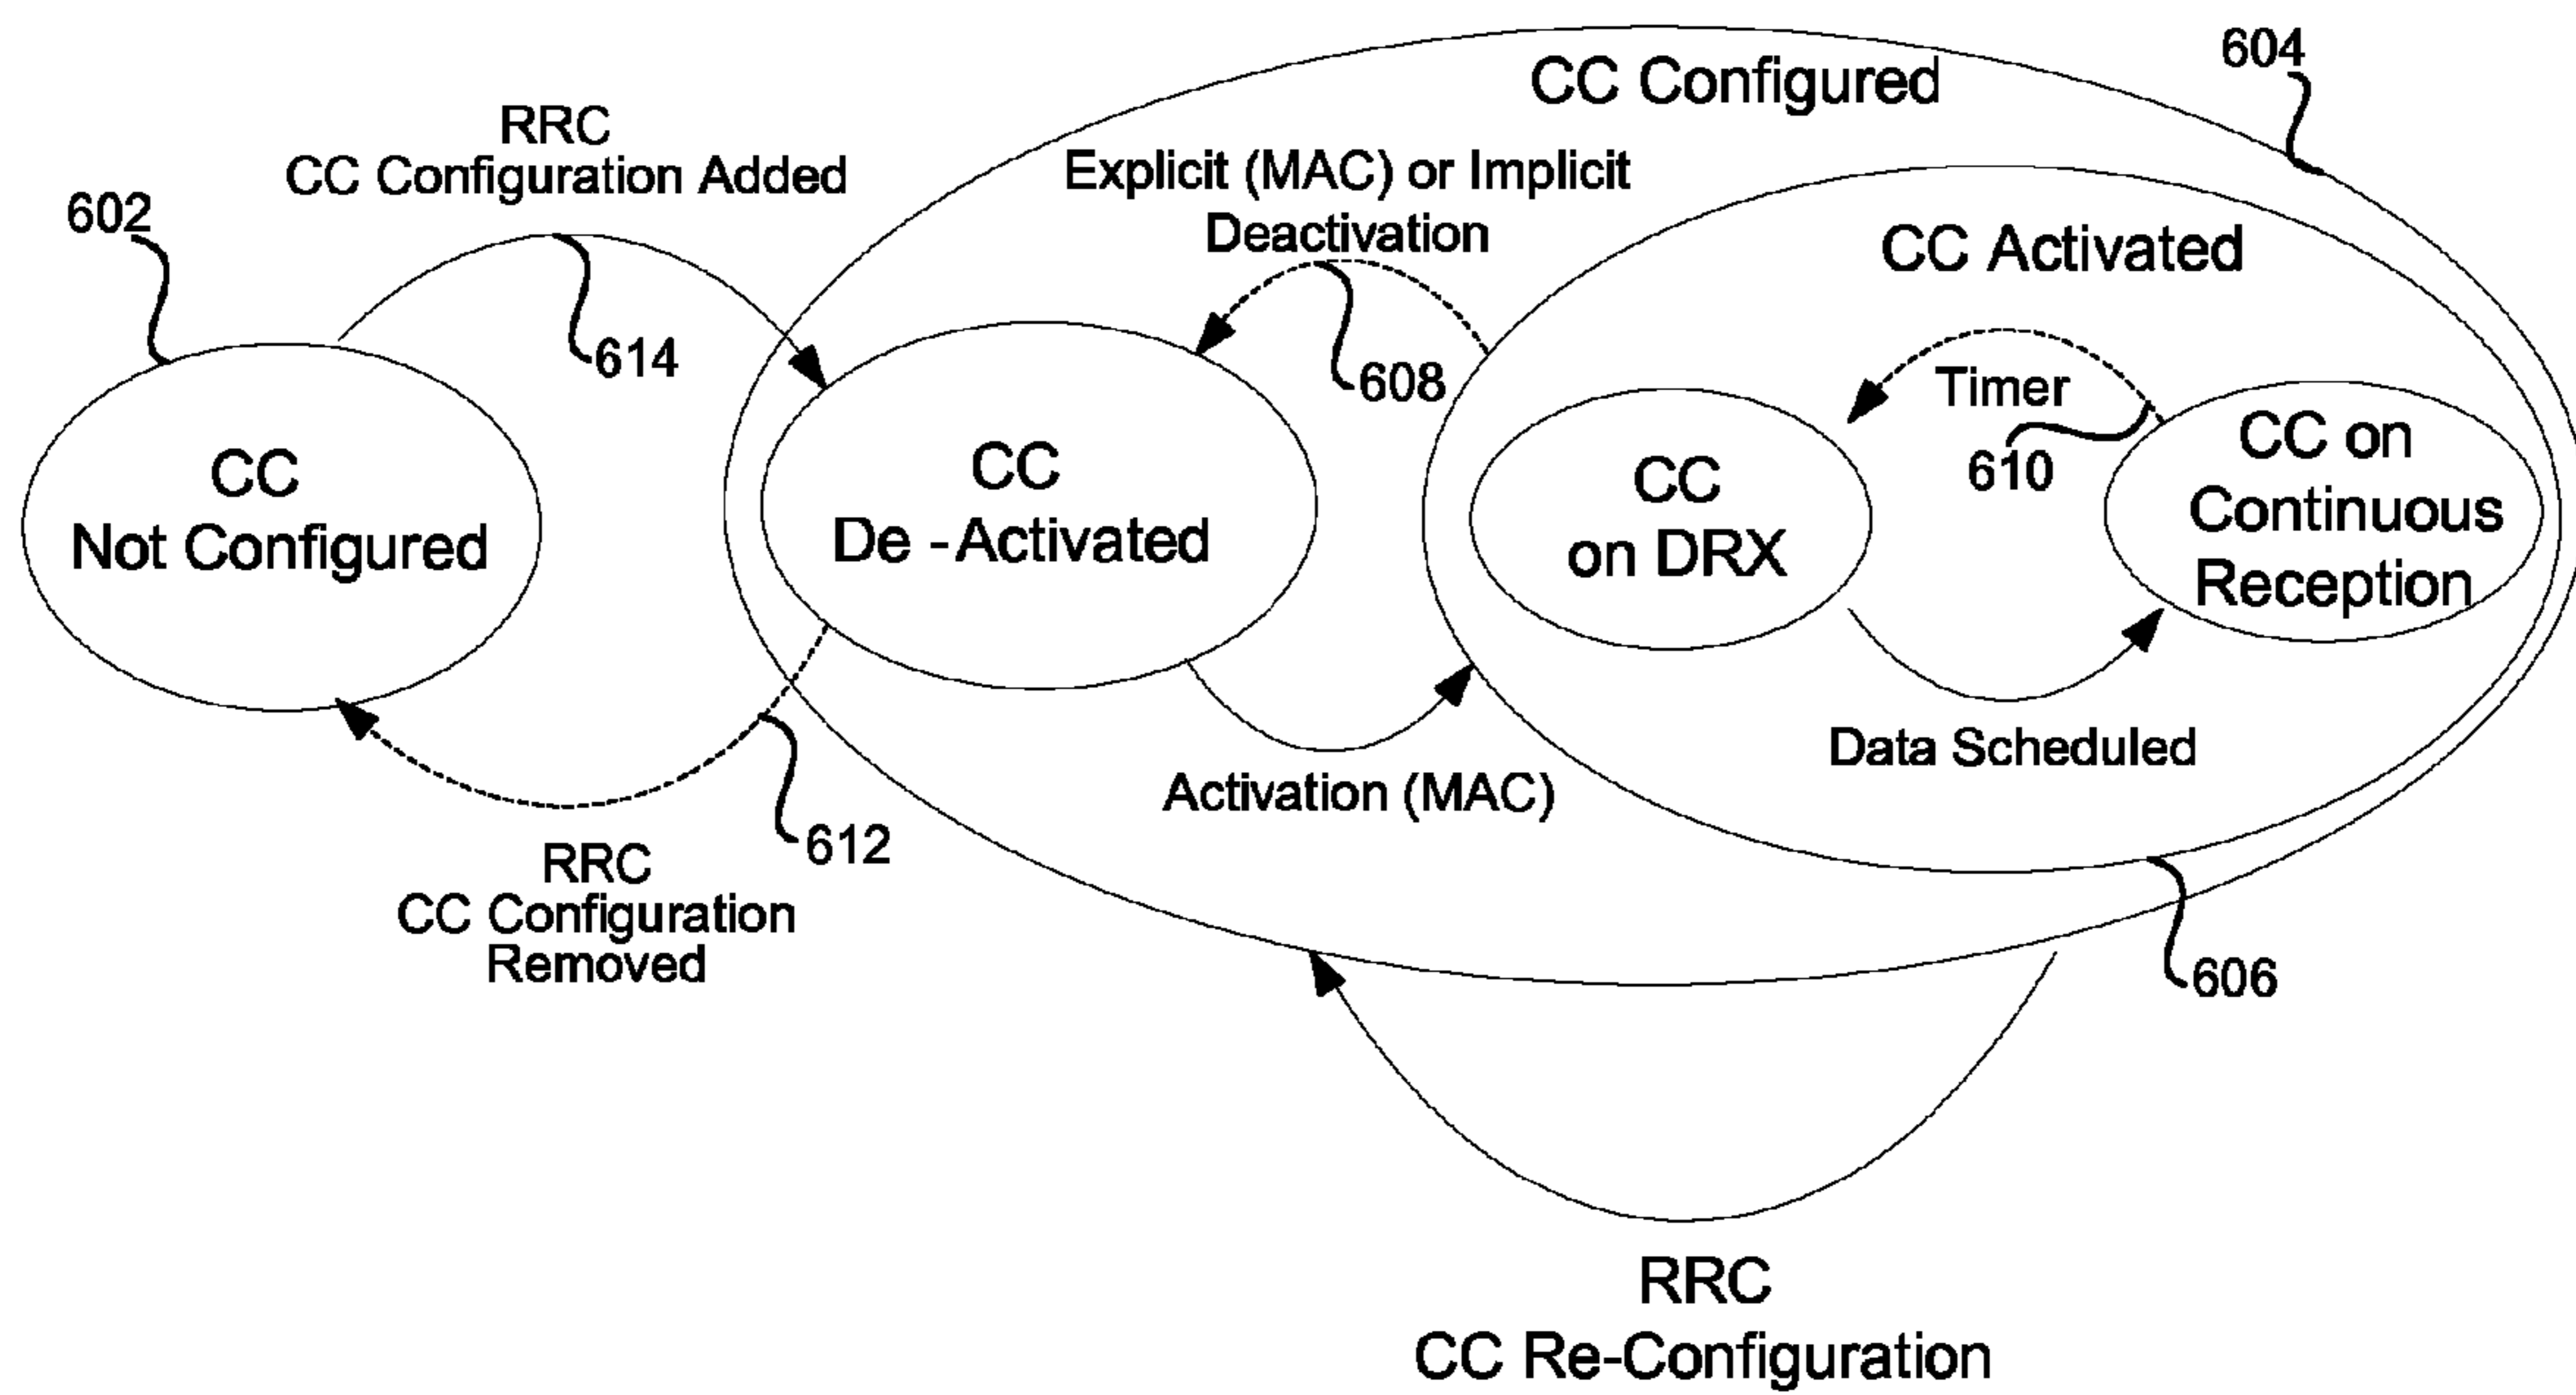 604
CC Configured
RRC
CC Configuration Added
Explicit (MAC) or Implicit
Deactivation
602
CC Activated
614
608
Timer
610
CC
Not Configured
CC
De -Activated
CC
on DRX
CC on
Continuous
Reception
Data Scheduled
Activation (MAC)
612
RRC
CC Configuration
Removed
606
RRC
CC Re-Configuration